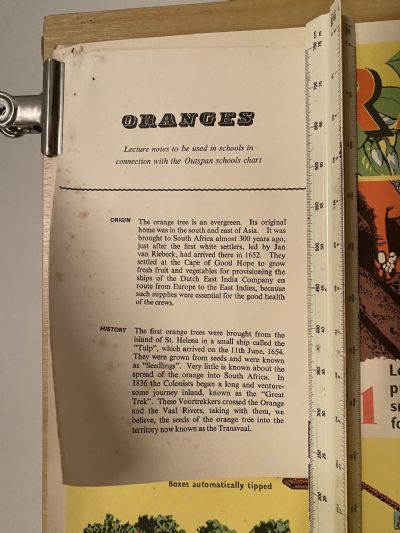 ORANGES
Lecture notes to be used in schools in
connection with the Outspan schools chart
ORIGIN The orange tree is an evergreen. Its original
home was in the south and east of Asia. It was
brought to South Africa almost 300 years ago,
just after the first white settlers, led by Jan
van Riebeck, had arrived there in 1652. They
settled at the Cape of Good Hope to grow
fresh fruit and vegetables for provisioning the
ships of the Dutch East India Company en
route from Europe to the East Indies, because
such supplies were essential for the good health
of the crews.
HISTORY The first orange trees were brought from the
island of St. Helena in a small ship called the
"Tulip", which arrived on the 11th June, 1654.
They were grown from seeds and were known
as "Seedlings". Very little is known about the
spread of the orange into South Africa. In
1836 the Colonists began a long and venture-
some journey inland, known as the "Great
Trek". These Voortrekkers crossed the Orange
and the Vaal Rivers, taking with them, we
believe, the seeds of the orange tree into the
territory now known as the Transvaal.
Boxes automatically tipped
R
1